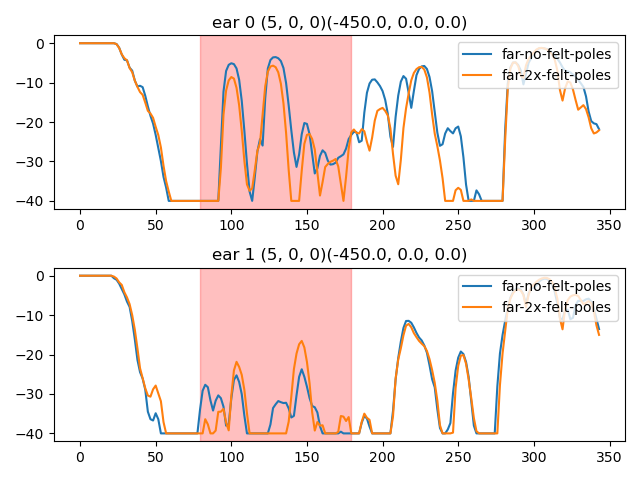 ear 0 (5, 0, 0)(-450.0, 0.0, 0.0)
0
−10
−20
−30
−40
far-no-felt-poles
far-2x-felt-poles
0 50 100 150 200 250 300 350
ear 1 (5, 0, 0)(-450.0, 0.0, 0.0)
0
−10
−20
−30
−40
far-no-felt-poles
far-2x-felt-poles
0 50 100 150 200 250 300 350